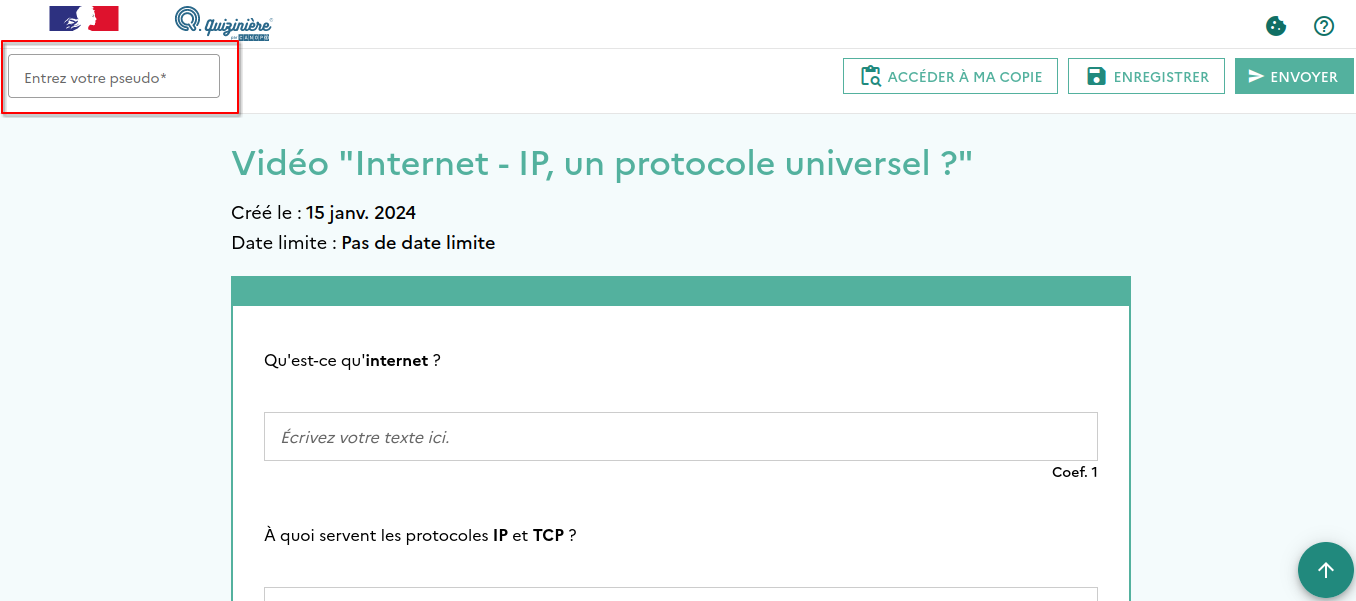 Quizinière
par CANOPÉ
Entrez votre pseudo*
ACCÉDER À MA COPIE
ENREGISTRER
ENVOYER
Vidéo "Internet - IP, un protocole universel ?"
Créé le : 15 janv. 2024
Date limite : Pas de date limite
Qu'est-ce qu'internet ?
Écrivez votre texte ici.
Coef. 1
À quoi servent les protocoles IP et TCP ?